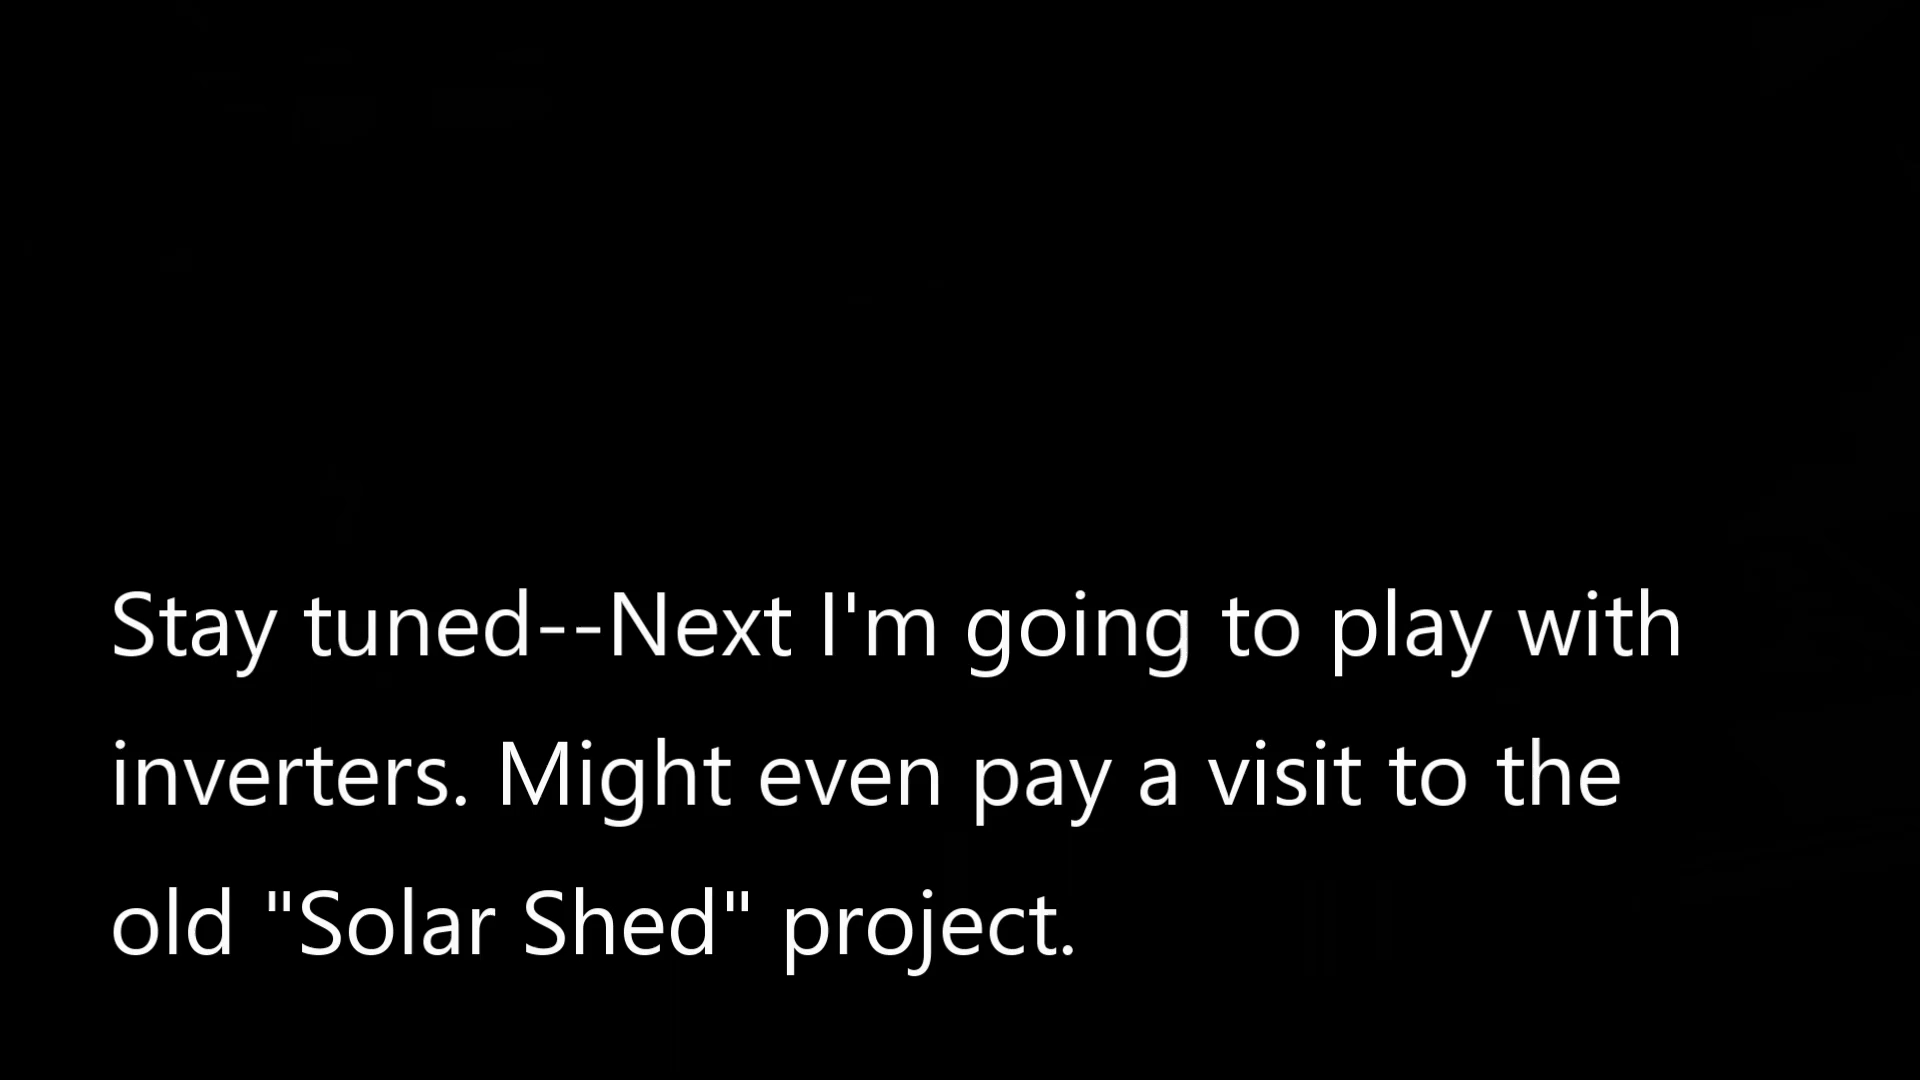 Stay tuned--Next I'm going to play with
inverters. Might even pay a visit to the
old "Solar Shed" project.